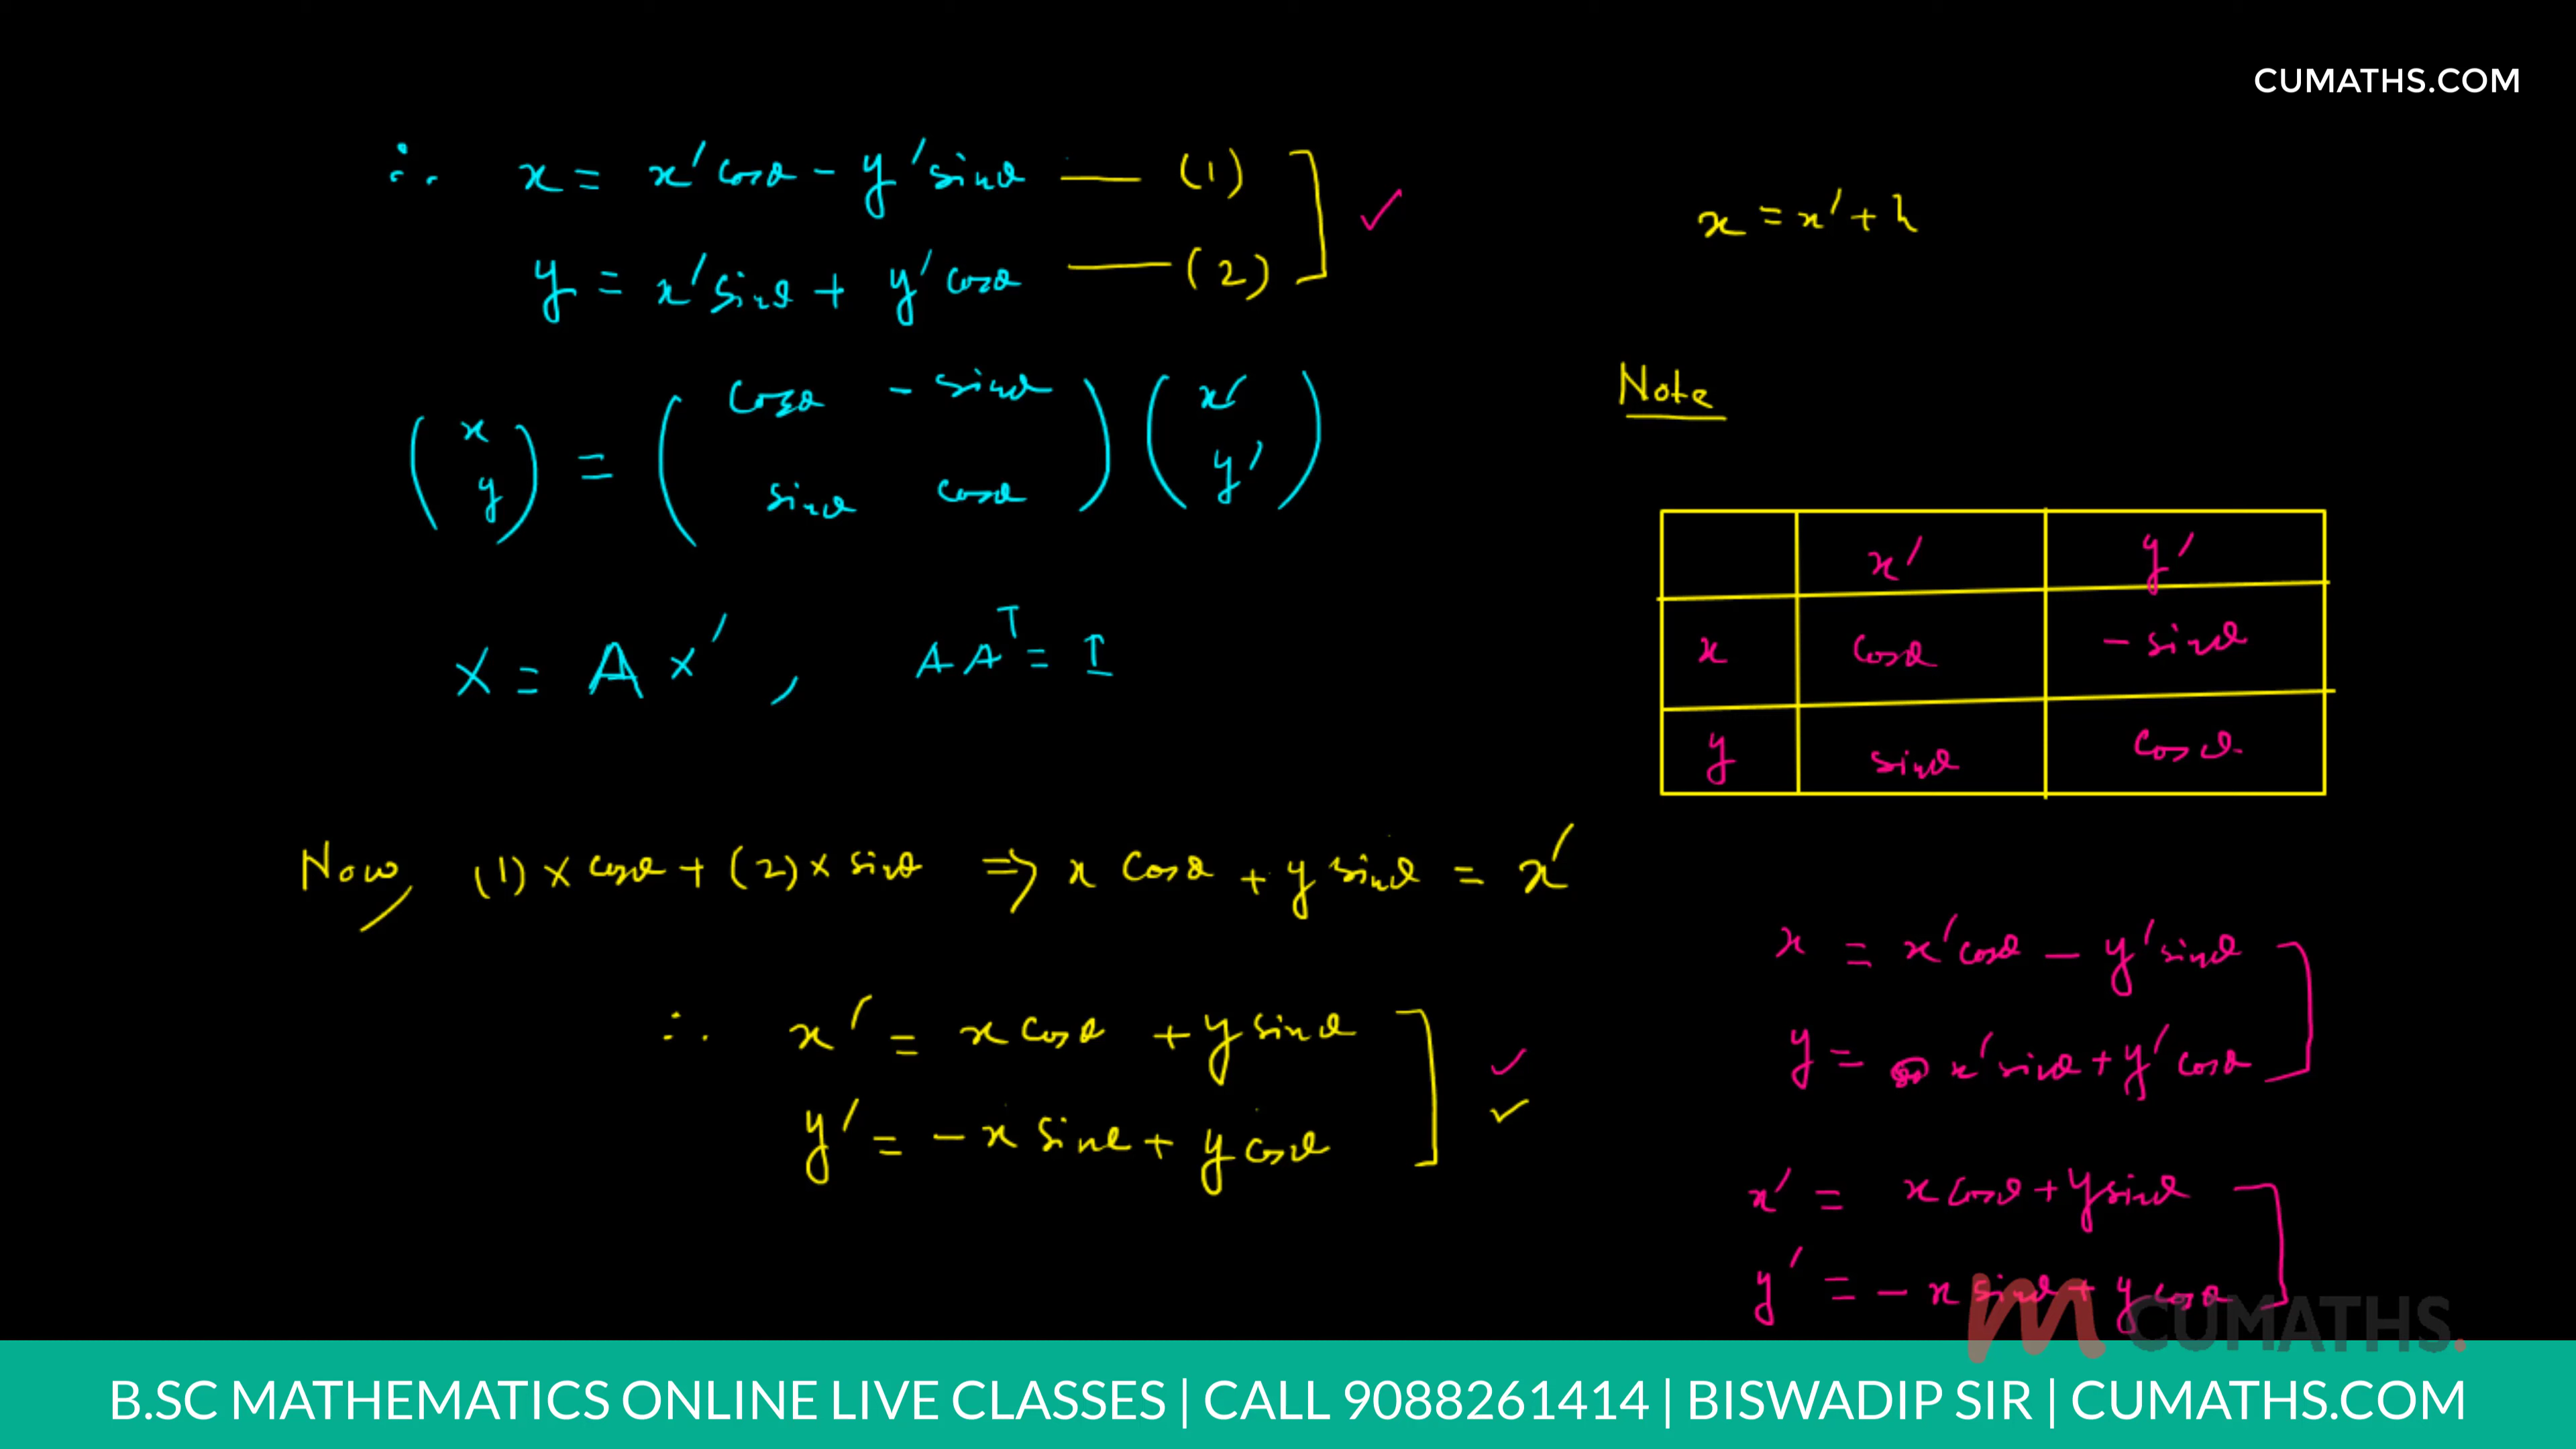 CUMATHS.COM
∴ x = x' cosθ - y' sinθ — (1)
y = x' sinθ + y' cosθ — (2)
(x y) = (cosθ - sinθ sinθ cosθ) (x' y')
X = A X' , A A^T = I
Now, (1) × cosθ + (2) × sinθ ⇒ x cosθ + y sinθ = x'
∴ x' = x cosθ + y sinθ
y' = - x sinθ + y cosθ
x = x' + h
Note
x' y'
x cosθ - sinθ
y sinθ cosθ.
x = x' cosθ - y' sinθ
y = x' sinθ + y' cosθ
x' = x cosθ + y sinθ
y' = - x sinθ + y cosθ
m CUMATHS.
B.SC MATHEMATICS ONLINE LIVE CLASSES | CALL 9088261414 | BISWADIP SIR | CUMATHS.COM